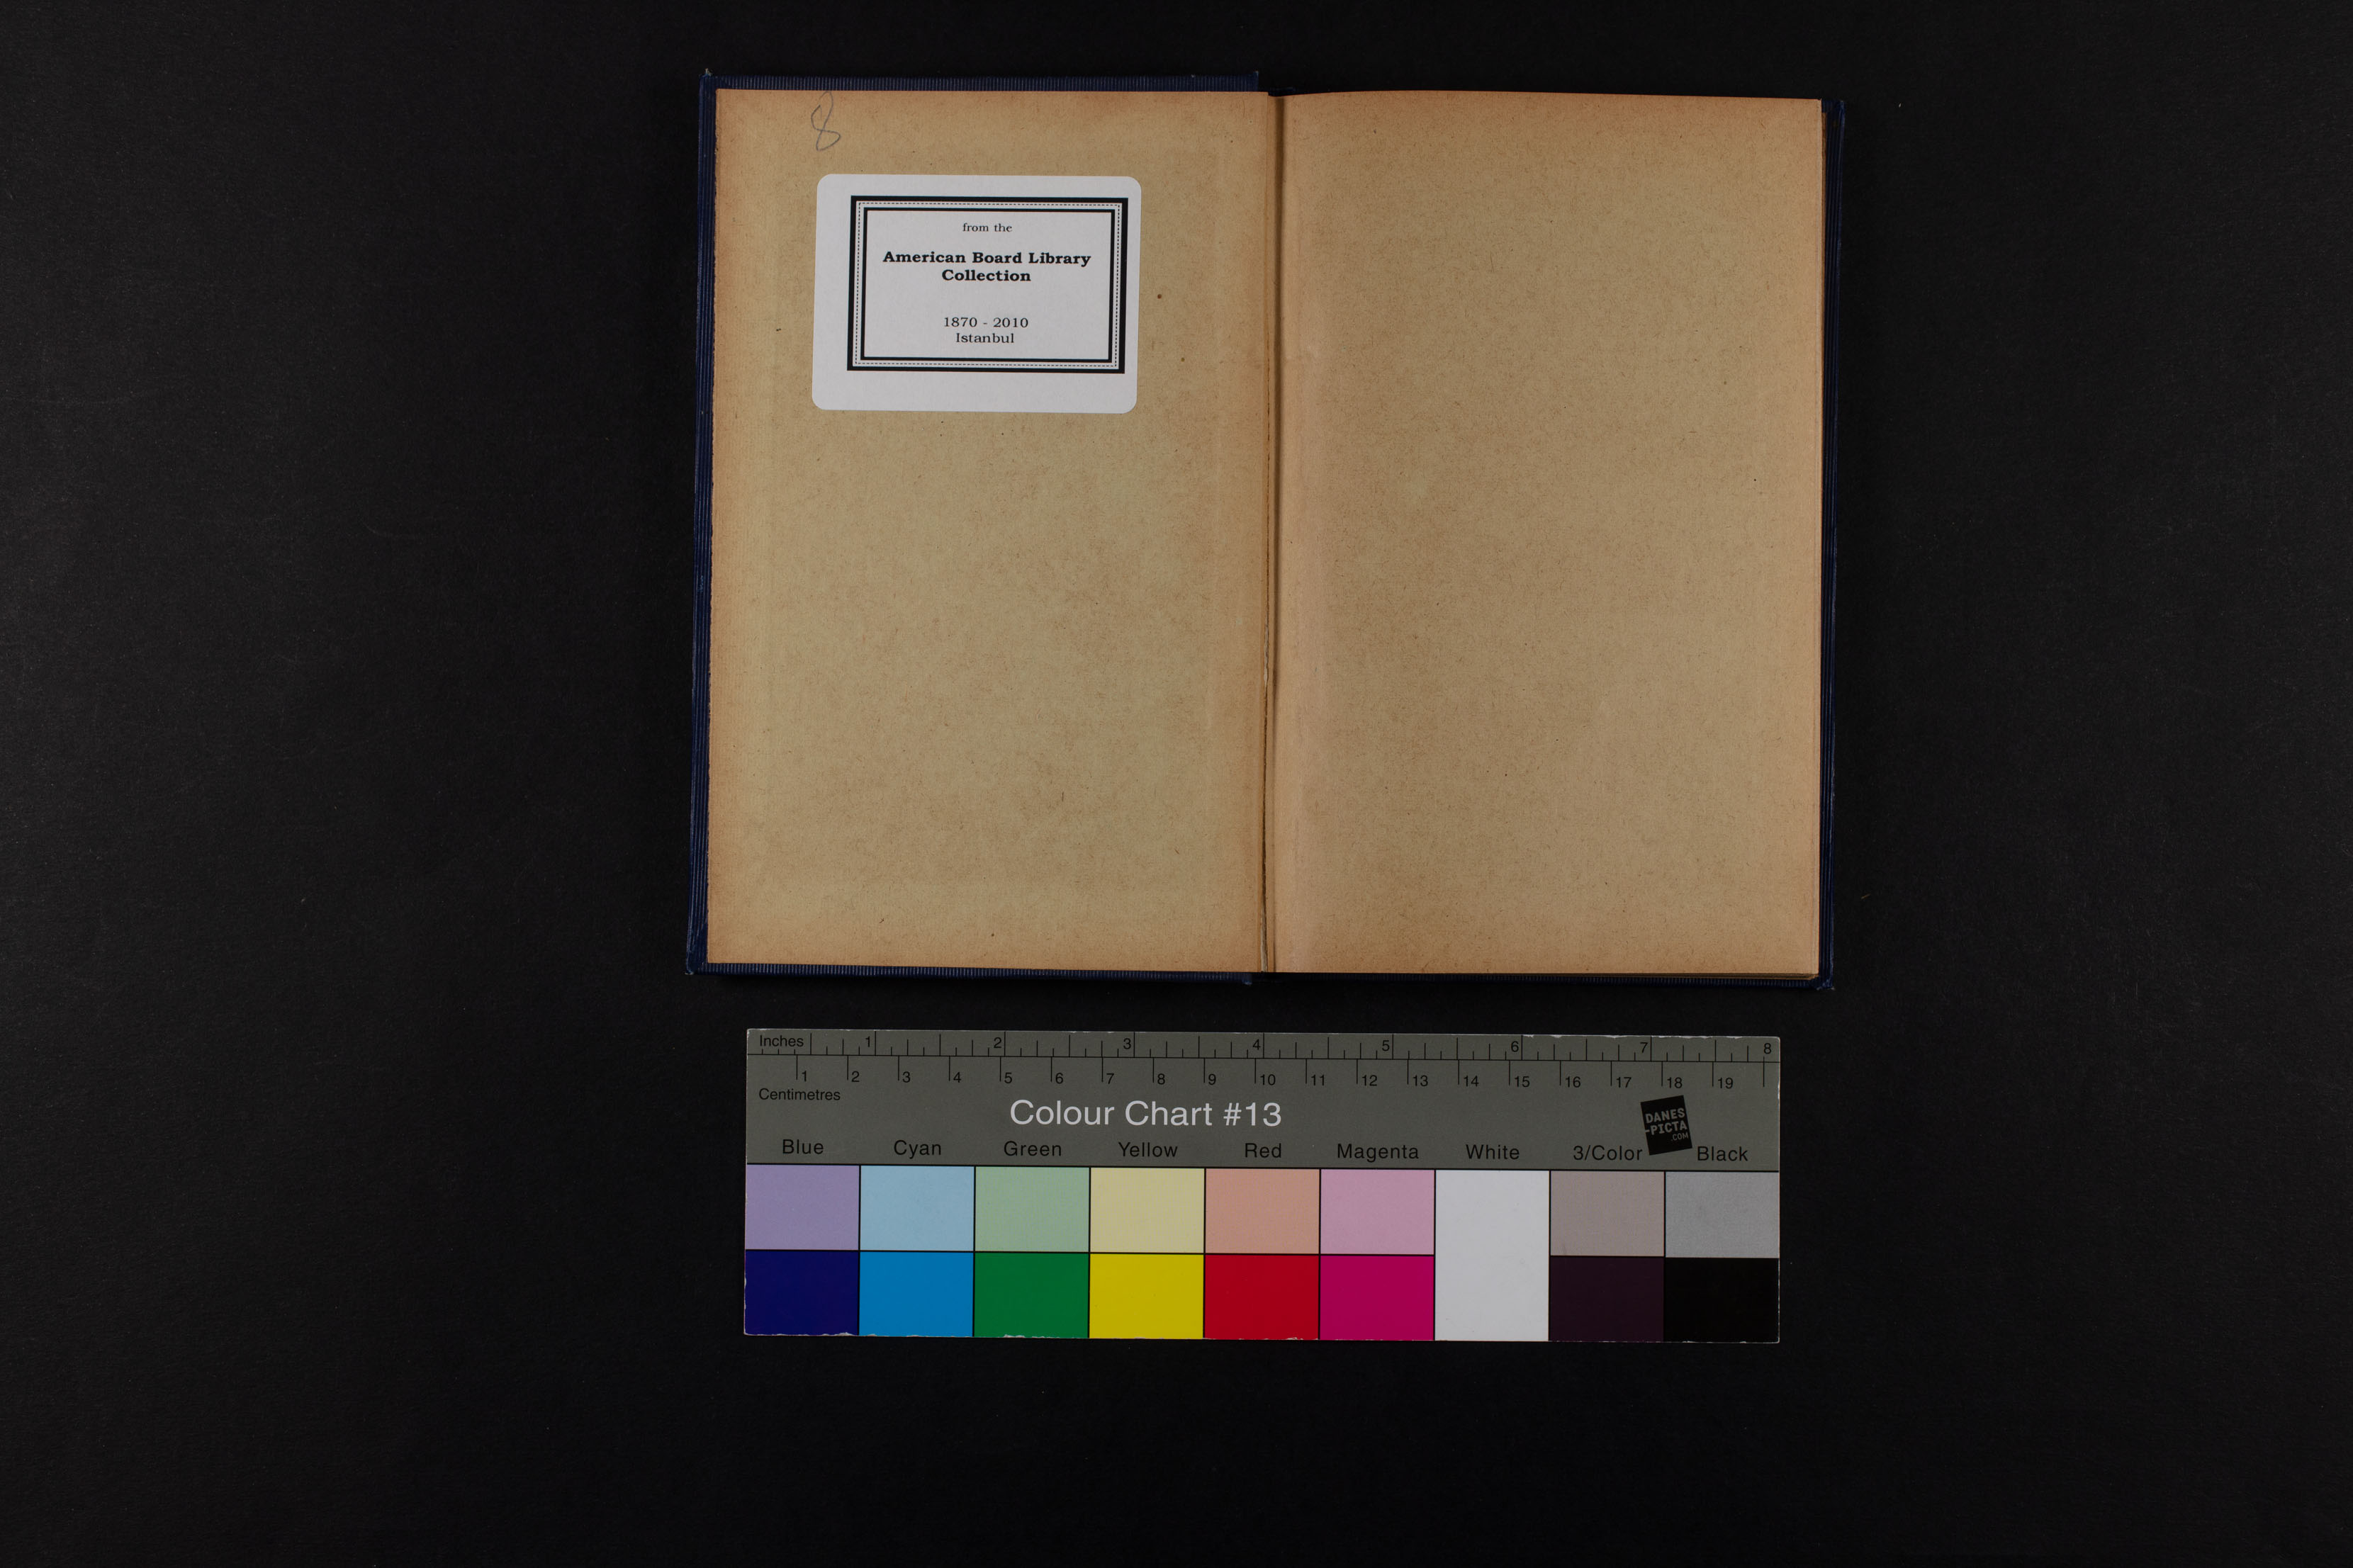 8
from the
American Board Library
Collection
1870 - 2010
Istanbul
Inches 1 2 3 4 5 6 7 8
1 2 3 4 5 6 7 8 9 10 11 12 13 14 15 16 17 18 19
Centimetres
Colour Chart #13
DANES
-PICTA
.COM
Blue Cyan Green Yellow Red Magenta White 3/Color Black